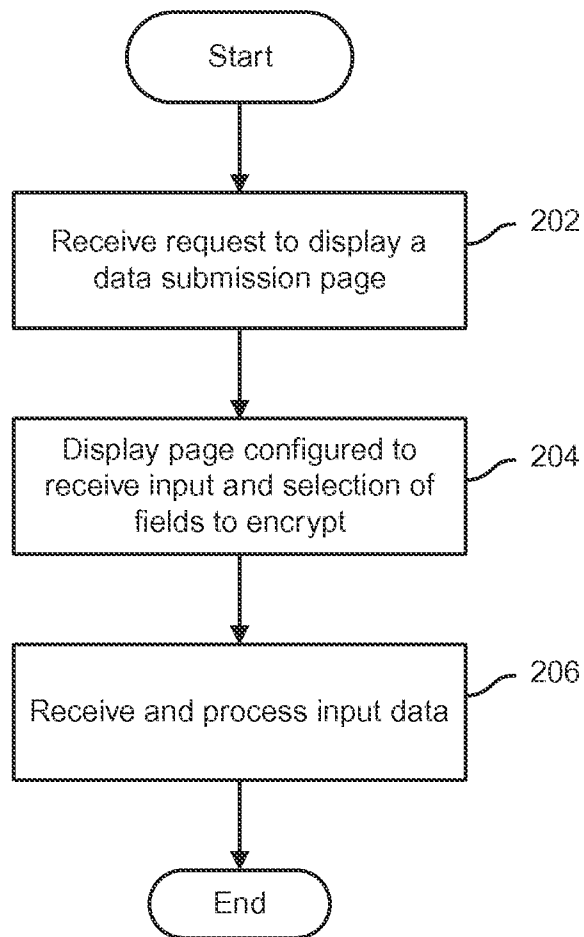 Start
Receive request to display a
data submission page
202
Display page configured to
receive input and selection of
fields to encrypt
204
Receive and process input data
206
End